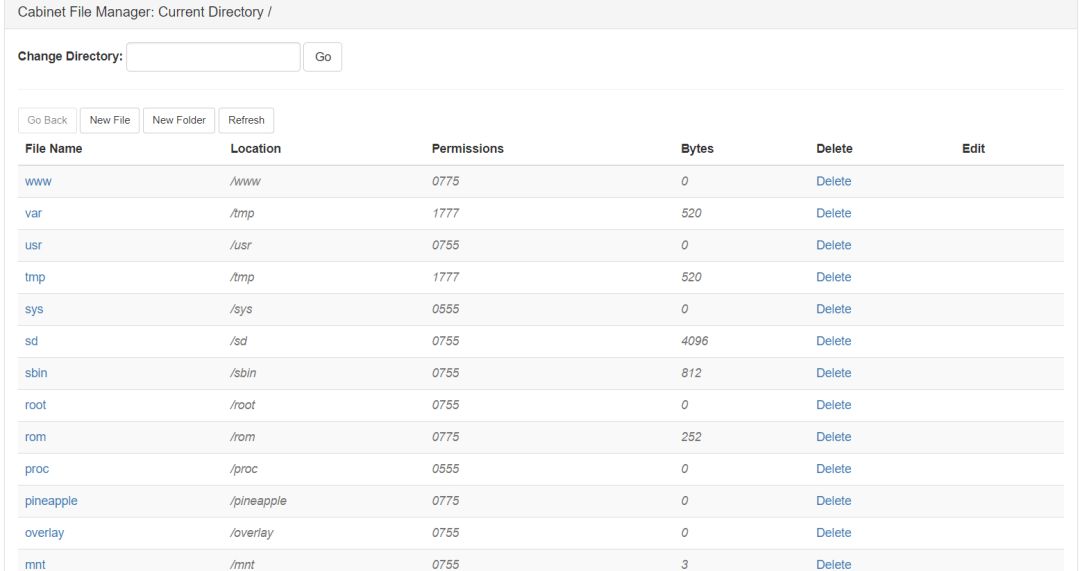 Cabinet File Manager: Current Directory /
Change Directory: Go
Go Back New File New Folder Refresh
File Name Location Permissions Bytes Delete Edit
www /www 0775 0 Delete
var /tmp 1777 520 Delete
usr /usr 0755 0 Delete
tmp /tmp 1777 520 Delete
sys /sys 0555 0 Delete
sd /sd 0755 4096 Delete
sbin /sbin 0755 812 Delete
root /root 0755 0 Delete
rom /rom 0775 252 Delete
proc /proc 0555 0 Delete
pineapple /pineapple 0775 0 Delete
overlay /overlay 0755 0 Delete
mnt /mnt 0755 3 Delete